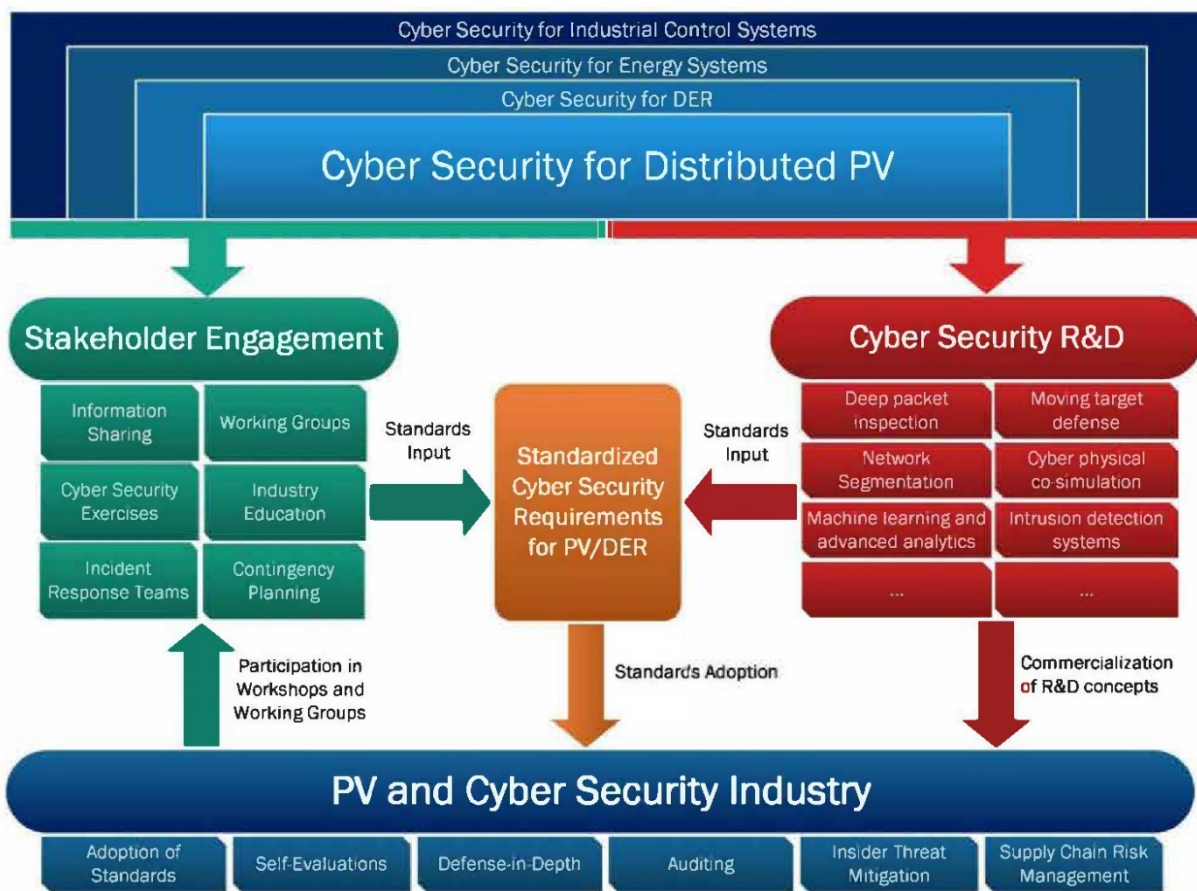 Cyber Security for Industrial Control Systems
Cyber Security for Energy Systems
Cyber Security for DER
Cyber Security for Distributed PV
Stakeholder Engagement
Information
Sharing
Working Groups
Cyber Security
Exercises
Industry
Education
Incident
Response Teams
Contingency
Planning
Standards
Input
Standardized
Cyber Security
Requirements
for PV/DER
Standards
Input
Cyber Security R&D
Deep packet
inspection
Moving target
defense
Network
Segmentation
Cyber physical
co-simulation
Machine learning and
advanced analytics
Intrusion detection
systems
...
...
Participation in
Workshops and
Working Groups
Standards Adoption
Commercialization
of R&D concepts
PV and Cyber Security Industry
Adoption of
Standards
Self-Evaluations
Defense-in-Depth
Auditing
Insider Threat
Mitigation
Supply Chain Risk
Management